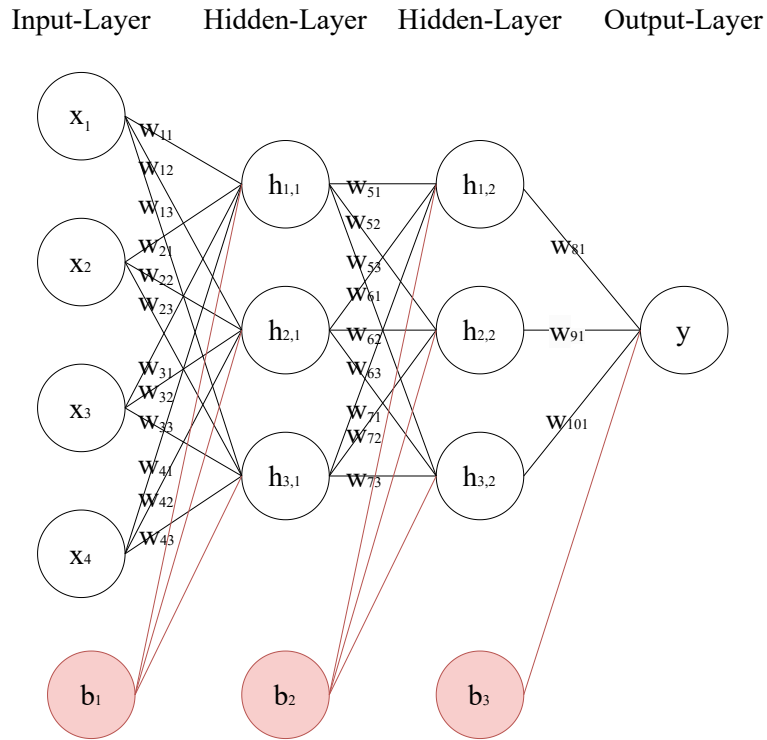 Input-Layer Hidden-Layer Hidden-Layer Output-Layer
x1
x2
x3
x4
w11
w12
w13
w21
w22
w23
w31
w32
w33
w41
w42
w43
h1,1
h2,1
h3,1
w51
w52
w53
w61
w62
w63
w71
w72
w73
h1,2
h2,2
h3,2
w81
w91
w101
y
b1
b2
b3